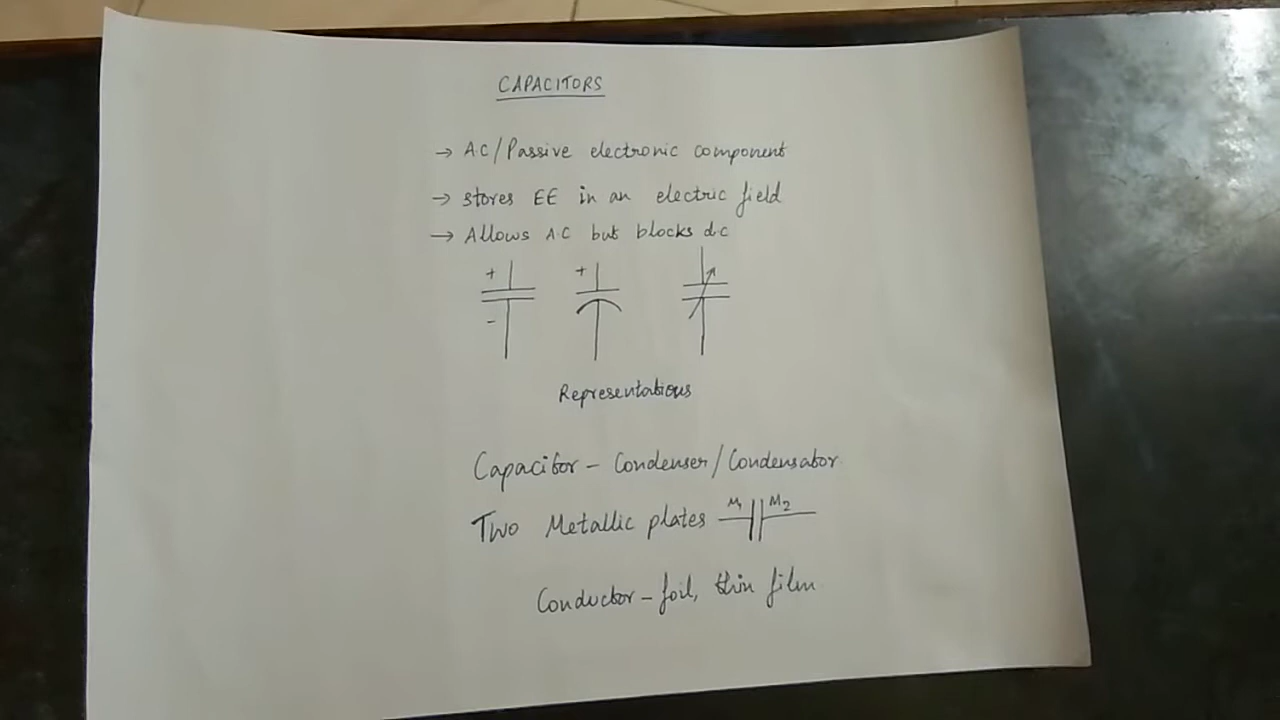 CAPACITORS
→ A.C/Passive electronic component
→ stores EE in an electric field
→ Allows A.C but blocks d.c
+ + 
-
Representations
Capacitor - Condenser/Condensator
Two Metallic plates M1 M2
Conductor - foil, thin film